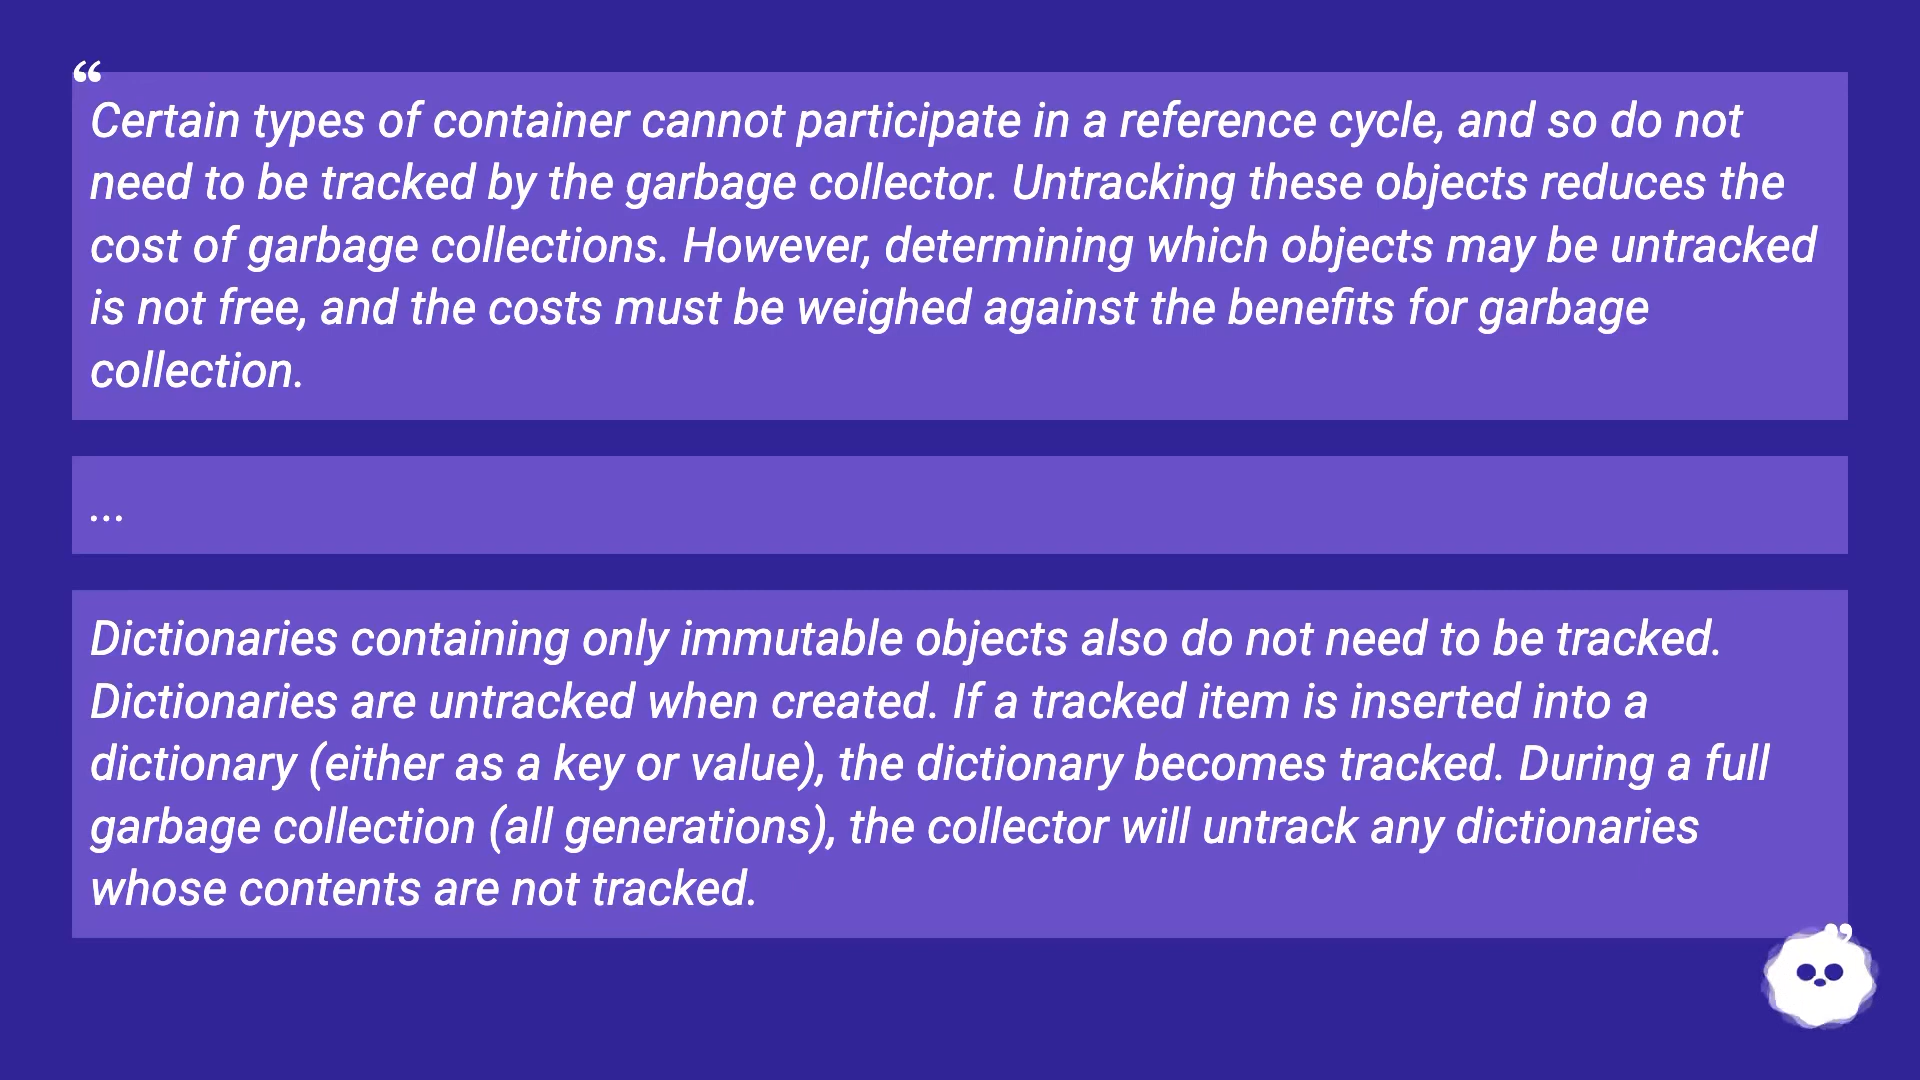 “
Certain types of container cannot participate in a reference cycle, and so do not
need to be tracked by the garbage collector. Untracking these objects reduces the
cost of garbage collections. However, determining which objects may be untracked
is not free, and the costs must be weighed against the benefits for garbage
collection.
...
Dictionaries containing only immutable objects also do not need to be tracked.
Dictionaries are untracked when created. If a tracked item is inserted into a
dictionary (either as a key or value), the dictionary becomes tracked. During a full
garbage collection (all generations), the collector will untrack any dictionaries
whose contents are not tracked.
”